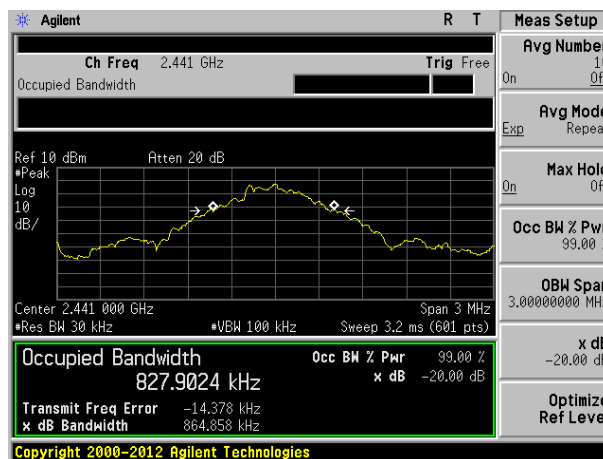 Agilent R T Meas Setup
Avg Number
On Off
Ch Freq 2.441 GHz Trig Free
Occupied Bandwidth
Avg Mode
Exp Repeat
Ref 10 dBm Atten 20 dB
#Peak
Log
10
dB/
Max Hold
On Off
Occ BW % Pwr
99.00 %
OBW Span
3.00000000 MHz
Center 2.441 000 GHz Span 3 MHz
#Res BW 30 kHz #VBW 100 kHz Sweep 3.2 ms (601 pts)
x dB
-20.00 dB
Occupied Bandwidth
827.9024 kHz
Occ BW % Pwr 99.00 %
x dB -20.00 dB
Transmit Freq Error -14.378 kHz
x dB Bandwidth 864.858 kHz
Optimize
Ref Level
Copyright 2000-2012 Agilent Technologies